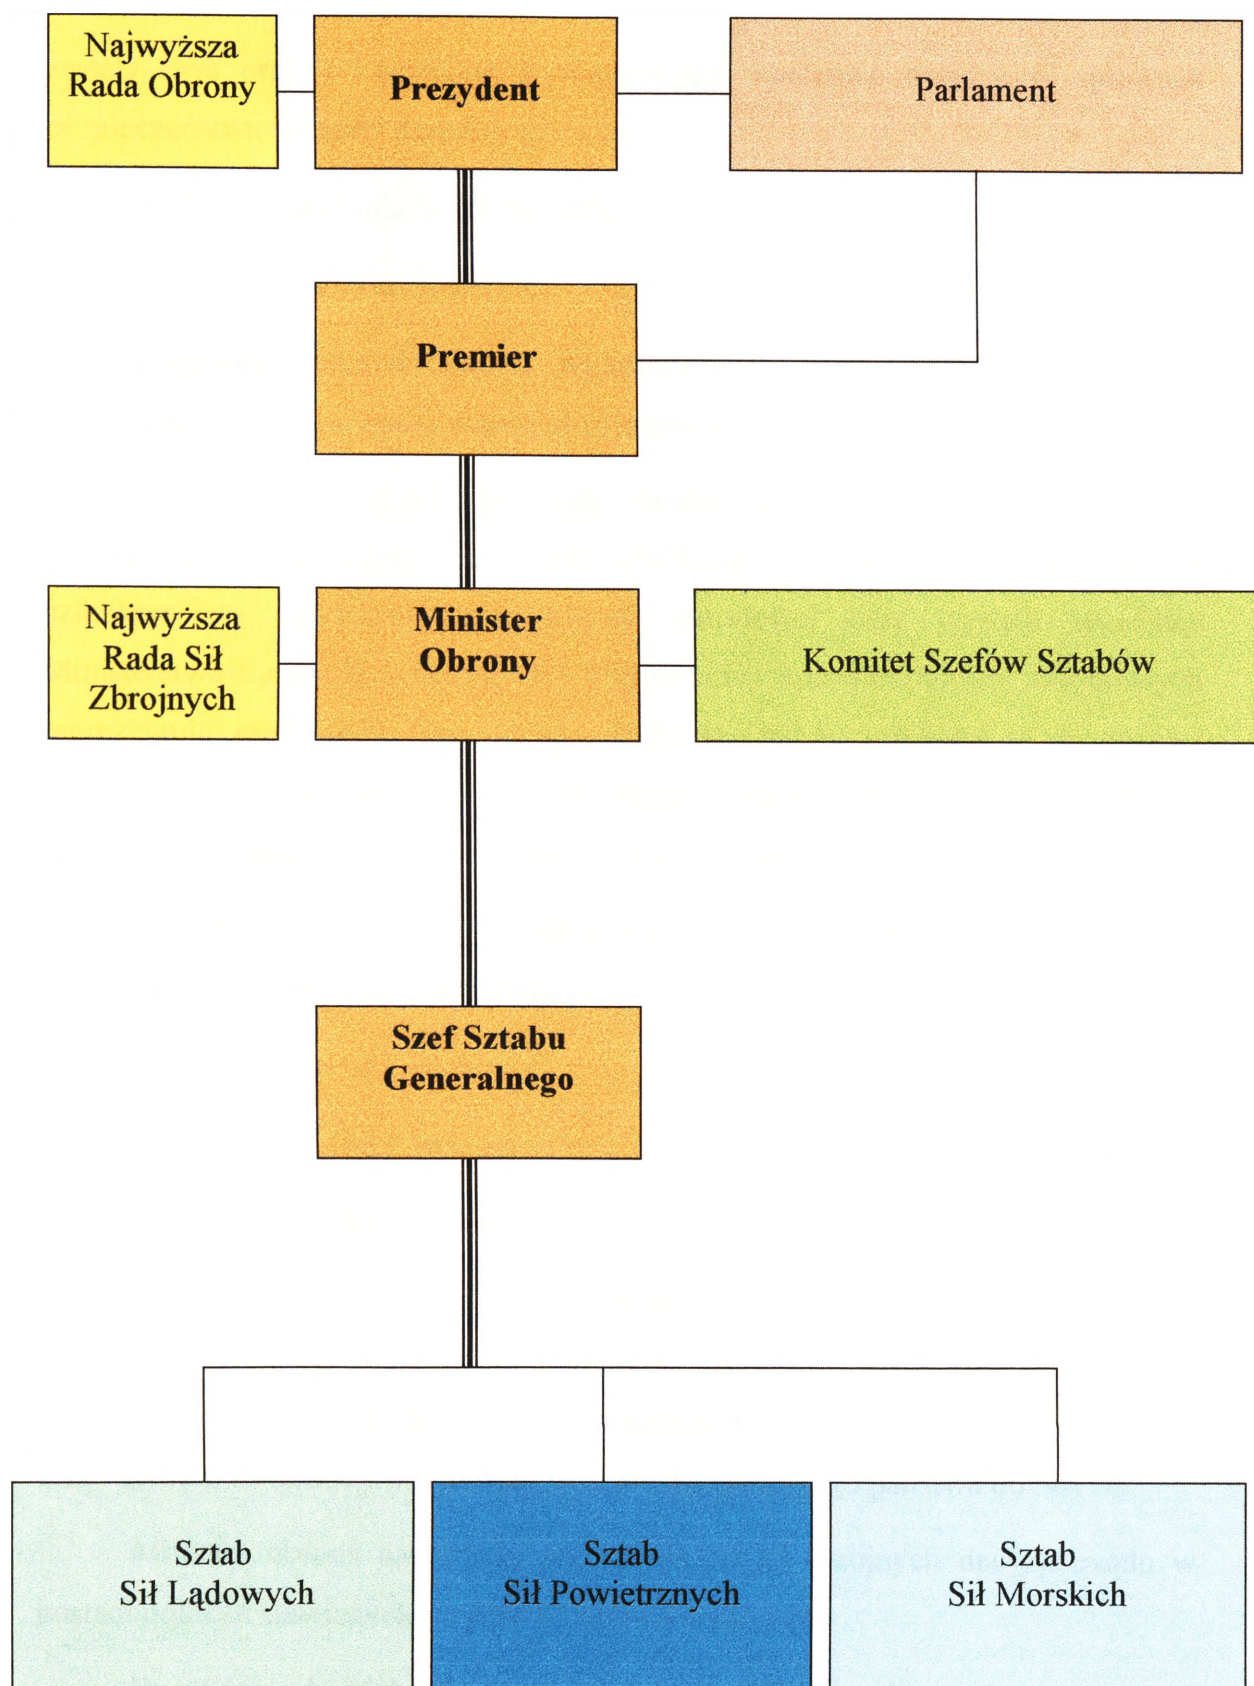 Najwyższa
Rada Obrony
Prezydent
Parlament
Premier
Najwyższa
Rada Sił
Zbrojnych
Minister
Obrony
Komitet Szefów Sztabów
Szef Sztabu
Generalnego
Sztab
Sił Lądowych
Sztab
Sił Powietrznych
Sztab
Sił Morskich